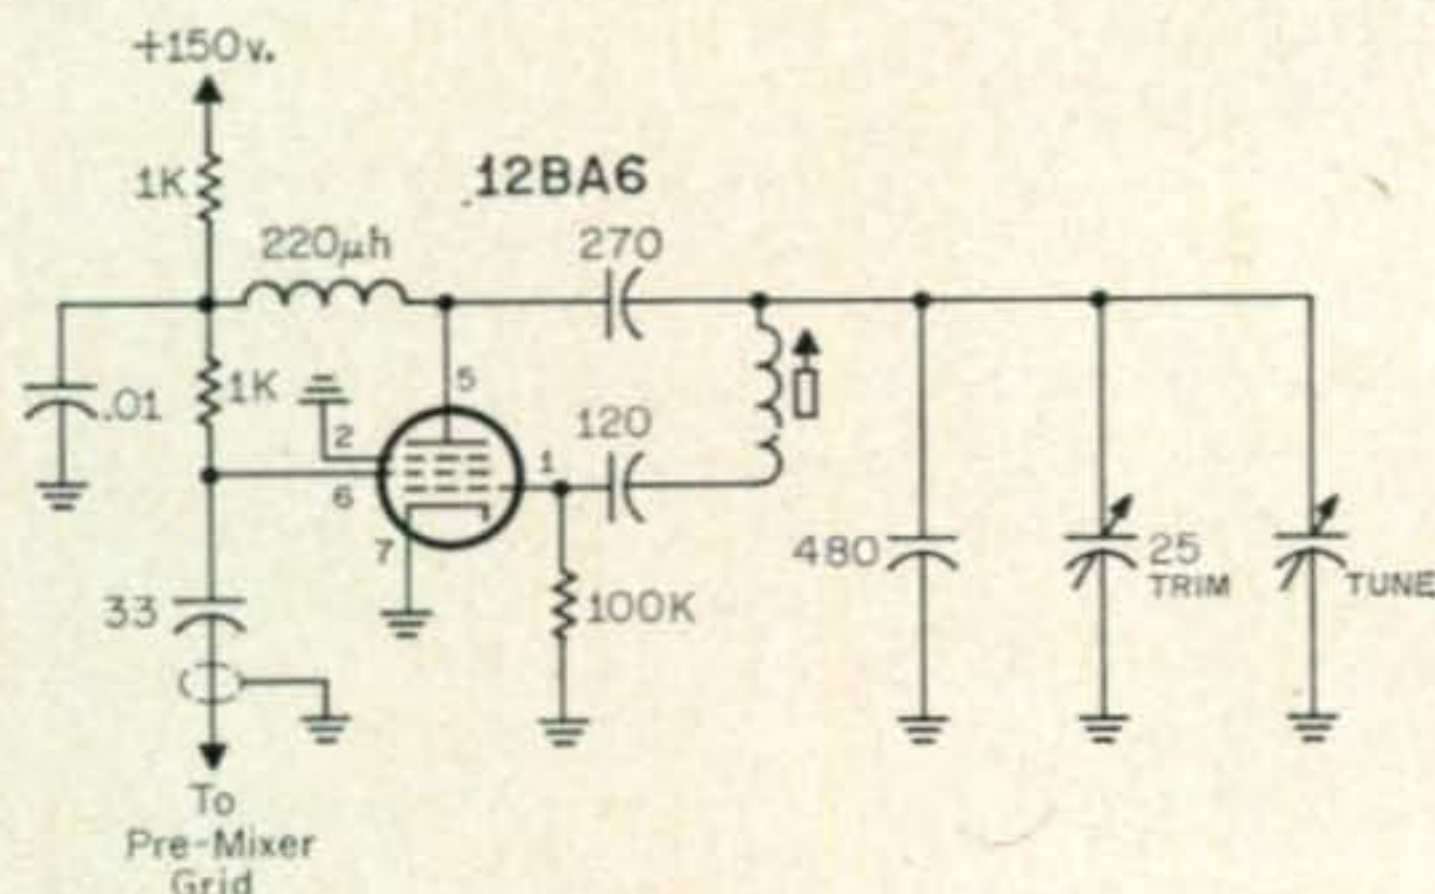 +150v.
1K
12BA6
220μh
270
5
.01
1K
2
120
1
6
7
480
25
TRIM
TUNE
33
100K
To
Pre-Mixer
Grid